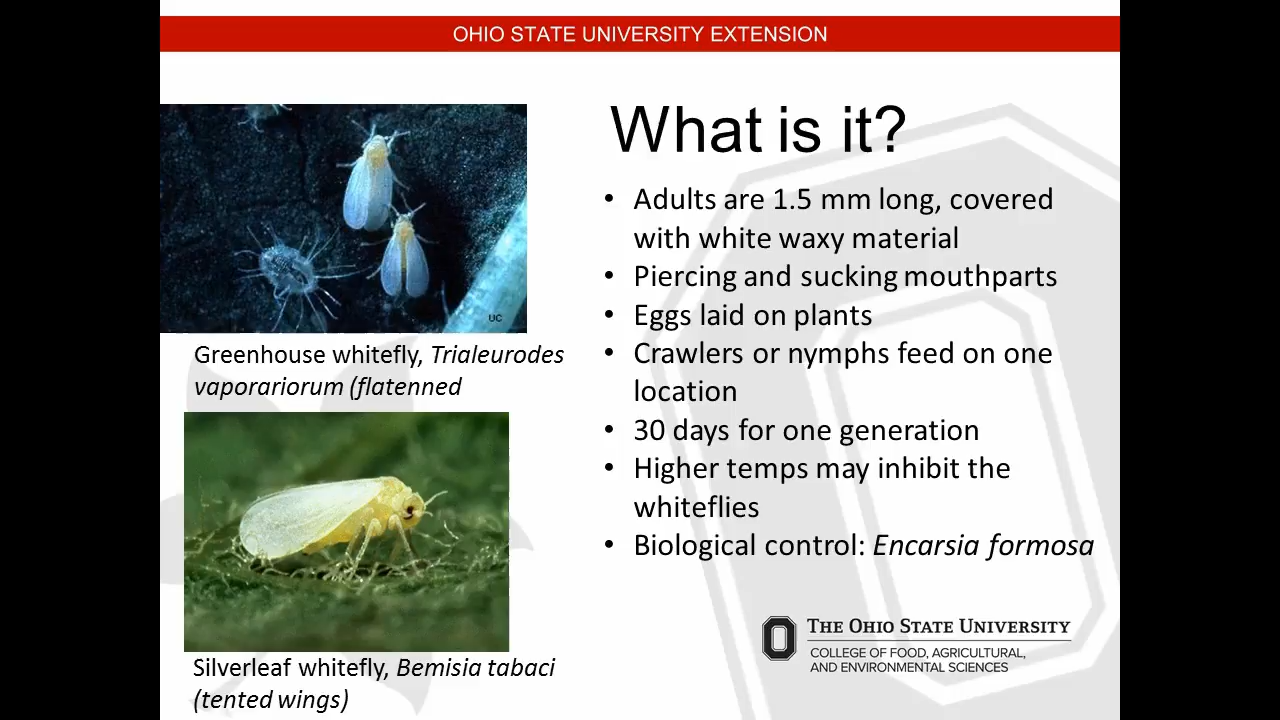 OHIO STATE UNIVERSITY EXTENSION
UC
Greenhouse whitefly, Trialeurodes
vaporariorum (flatenned
Silverleaf whitefly, Bemisia tabaci
(tented wings)
What is it?
• Adults are 1.5 mm long, covered
with white waxy material
• Piercing and sucking mouthparts
• Eggs laid on plants
• Crawlers or nymphs feed on one
location
• 30 days for one generation
• Higher temps may inhibit the
whiteflies
• Biological control: Encarsia formosa
THE OHIO STATE UNIVERSITY
COLLEGE OF FOOD, AGRICULTURAL,
AND ENVIRONMENTAL SCIENCES